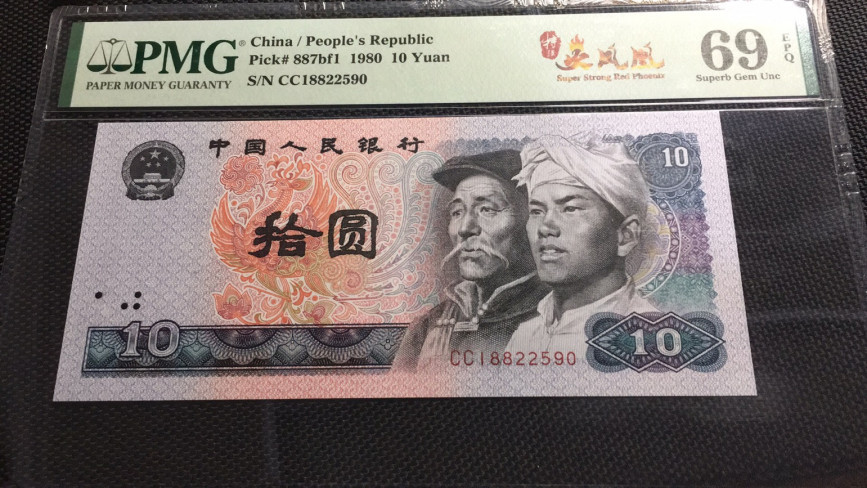 PMG®
PAPER MONEY GUARANTY
China / People's Republic
Pick# 887bf1 1980 10 Yuan
S/N CC18822590
凤凰
Super Strong Red Phoenix
69
EPQ
Superb Gem Unc
中国人民银行
10
拾圆
10
CC18822590
10